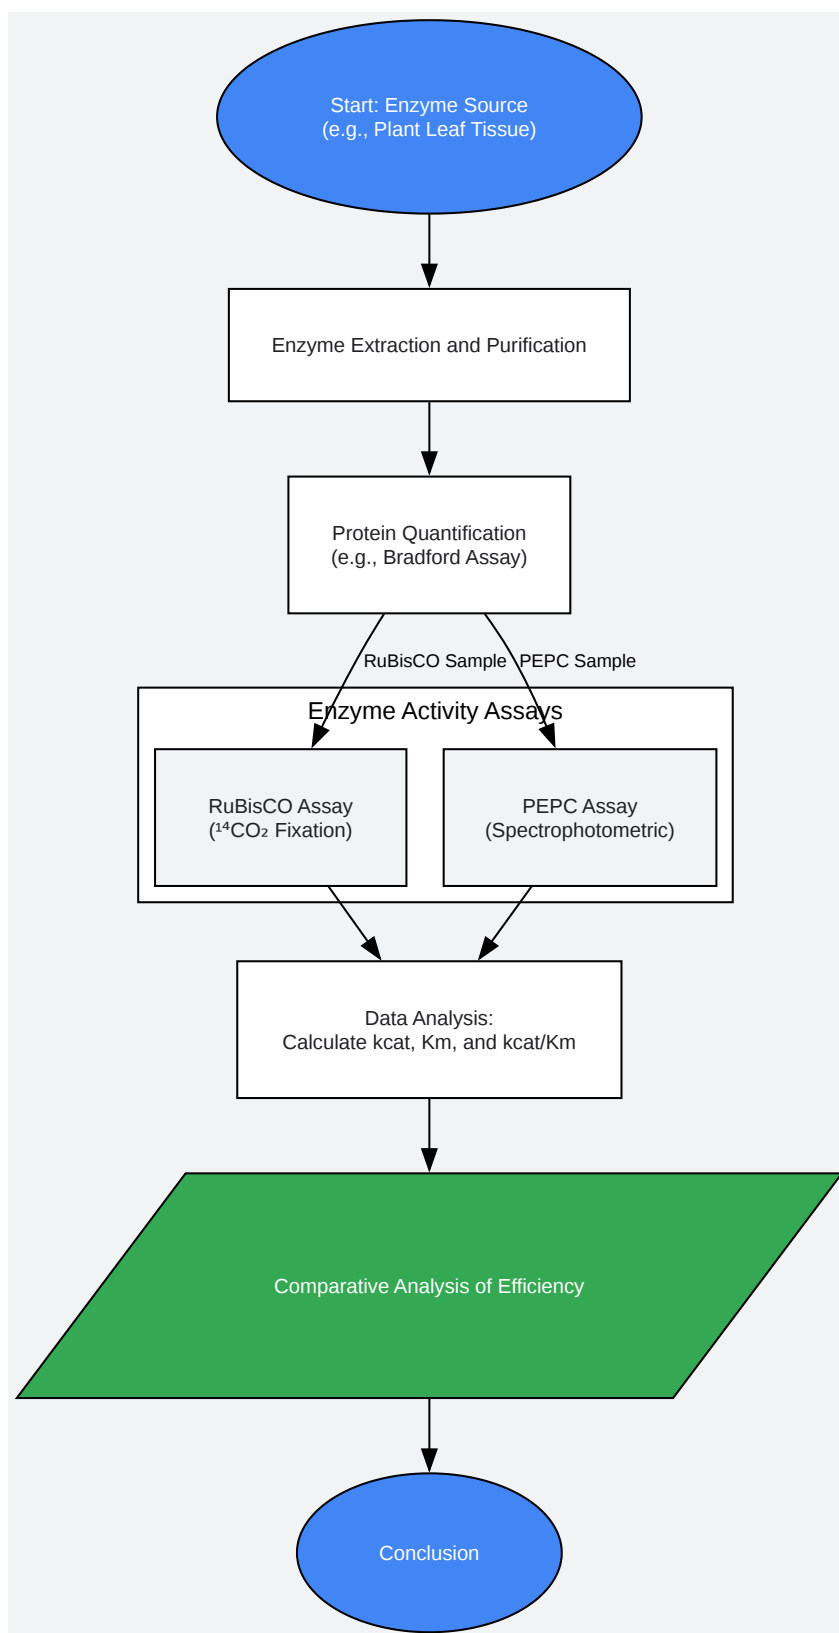 Start: Enzyme Source
(e.g., Plant Leaf Tissue)
Enzyme Extraction and Purification
Protein Quantification
(e.g., Bradford Assay)
RuBisCO Sample
PEPC Sample
Enzyme Activity Assays
RuBisCO Assay
(¹⁴CO₂ Fixation)
PEPC Assay
(Spectrophotometric)
Data Analysis:
Calculate kcat, Km, and kcat/Km
Comparative Analysis of Efficiency
Conclusion